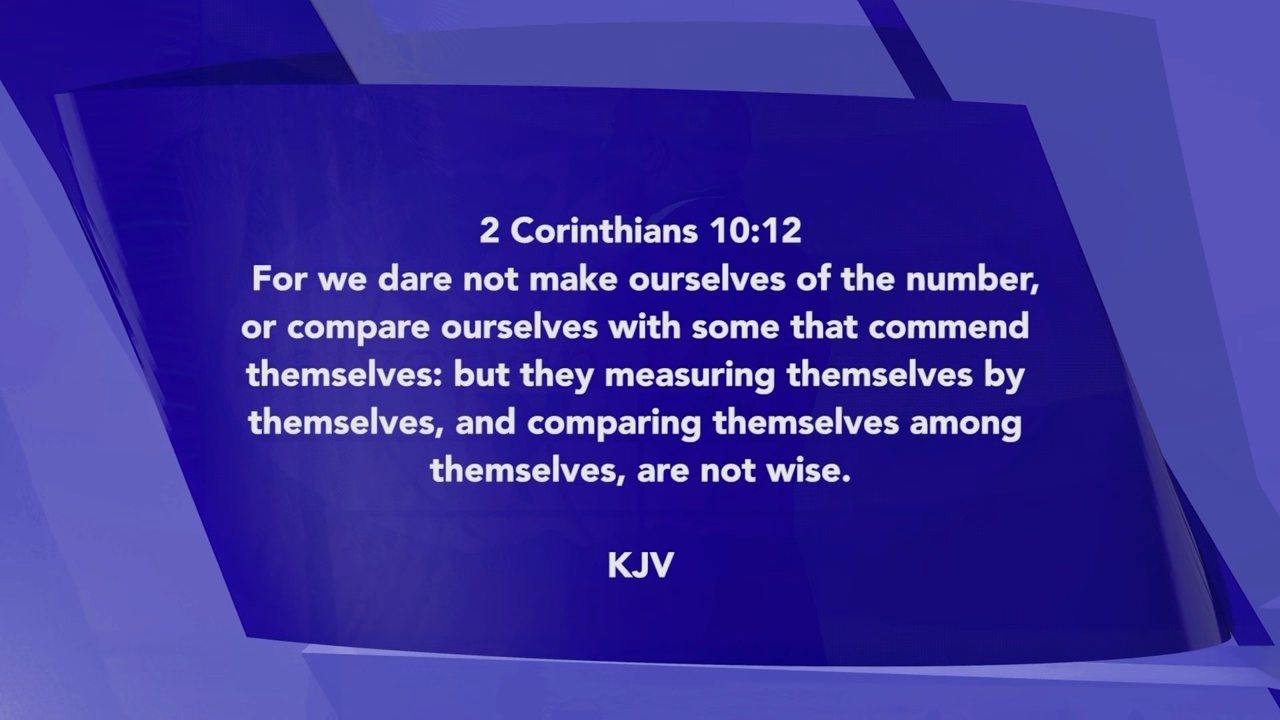 2 Corinthians 10:12
For we dare not make ourselves of the number,
or compare ourselves with some that commend
themselves: but they measuring themselves by
themselves, and comparing themselves among
themselves, are not wise.
KJV